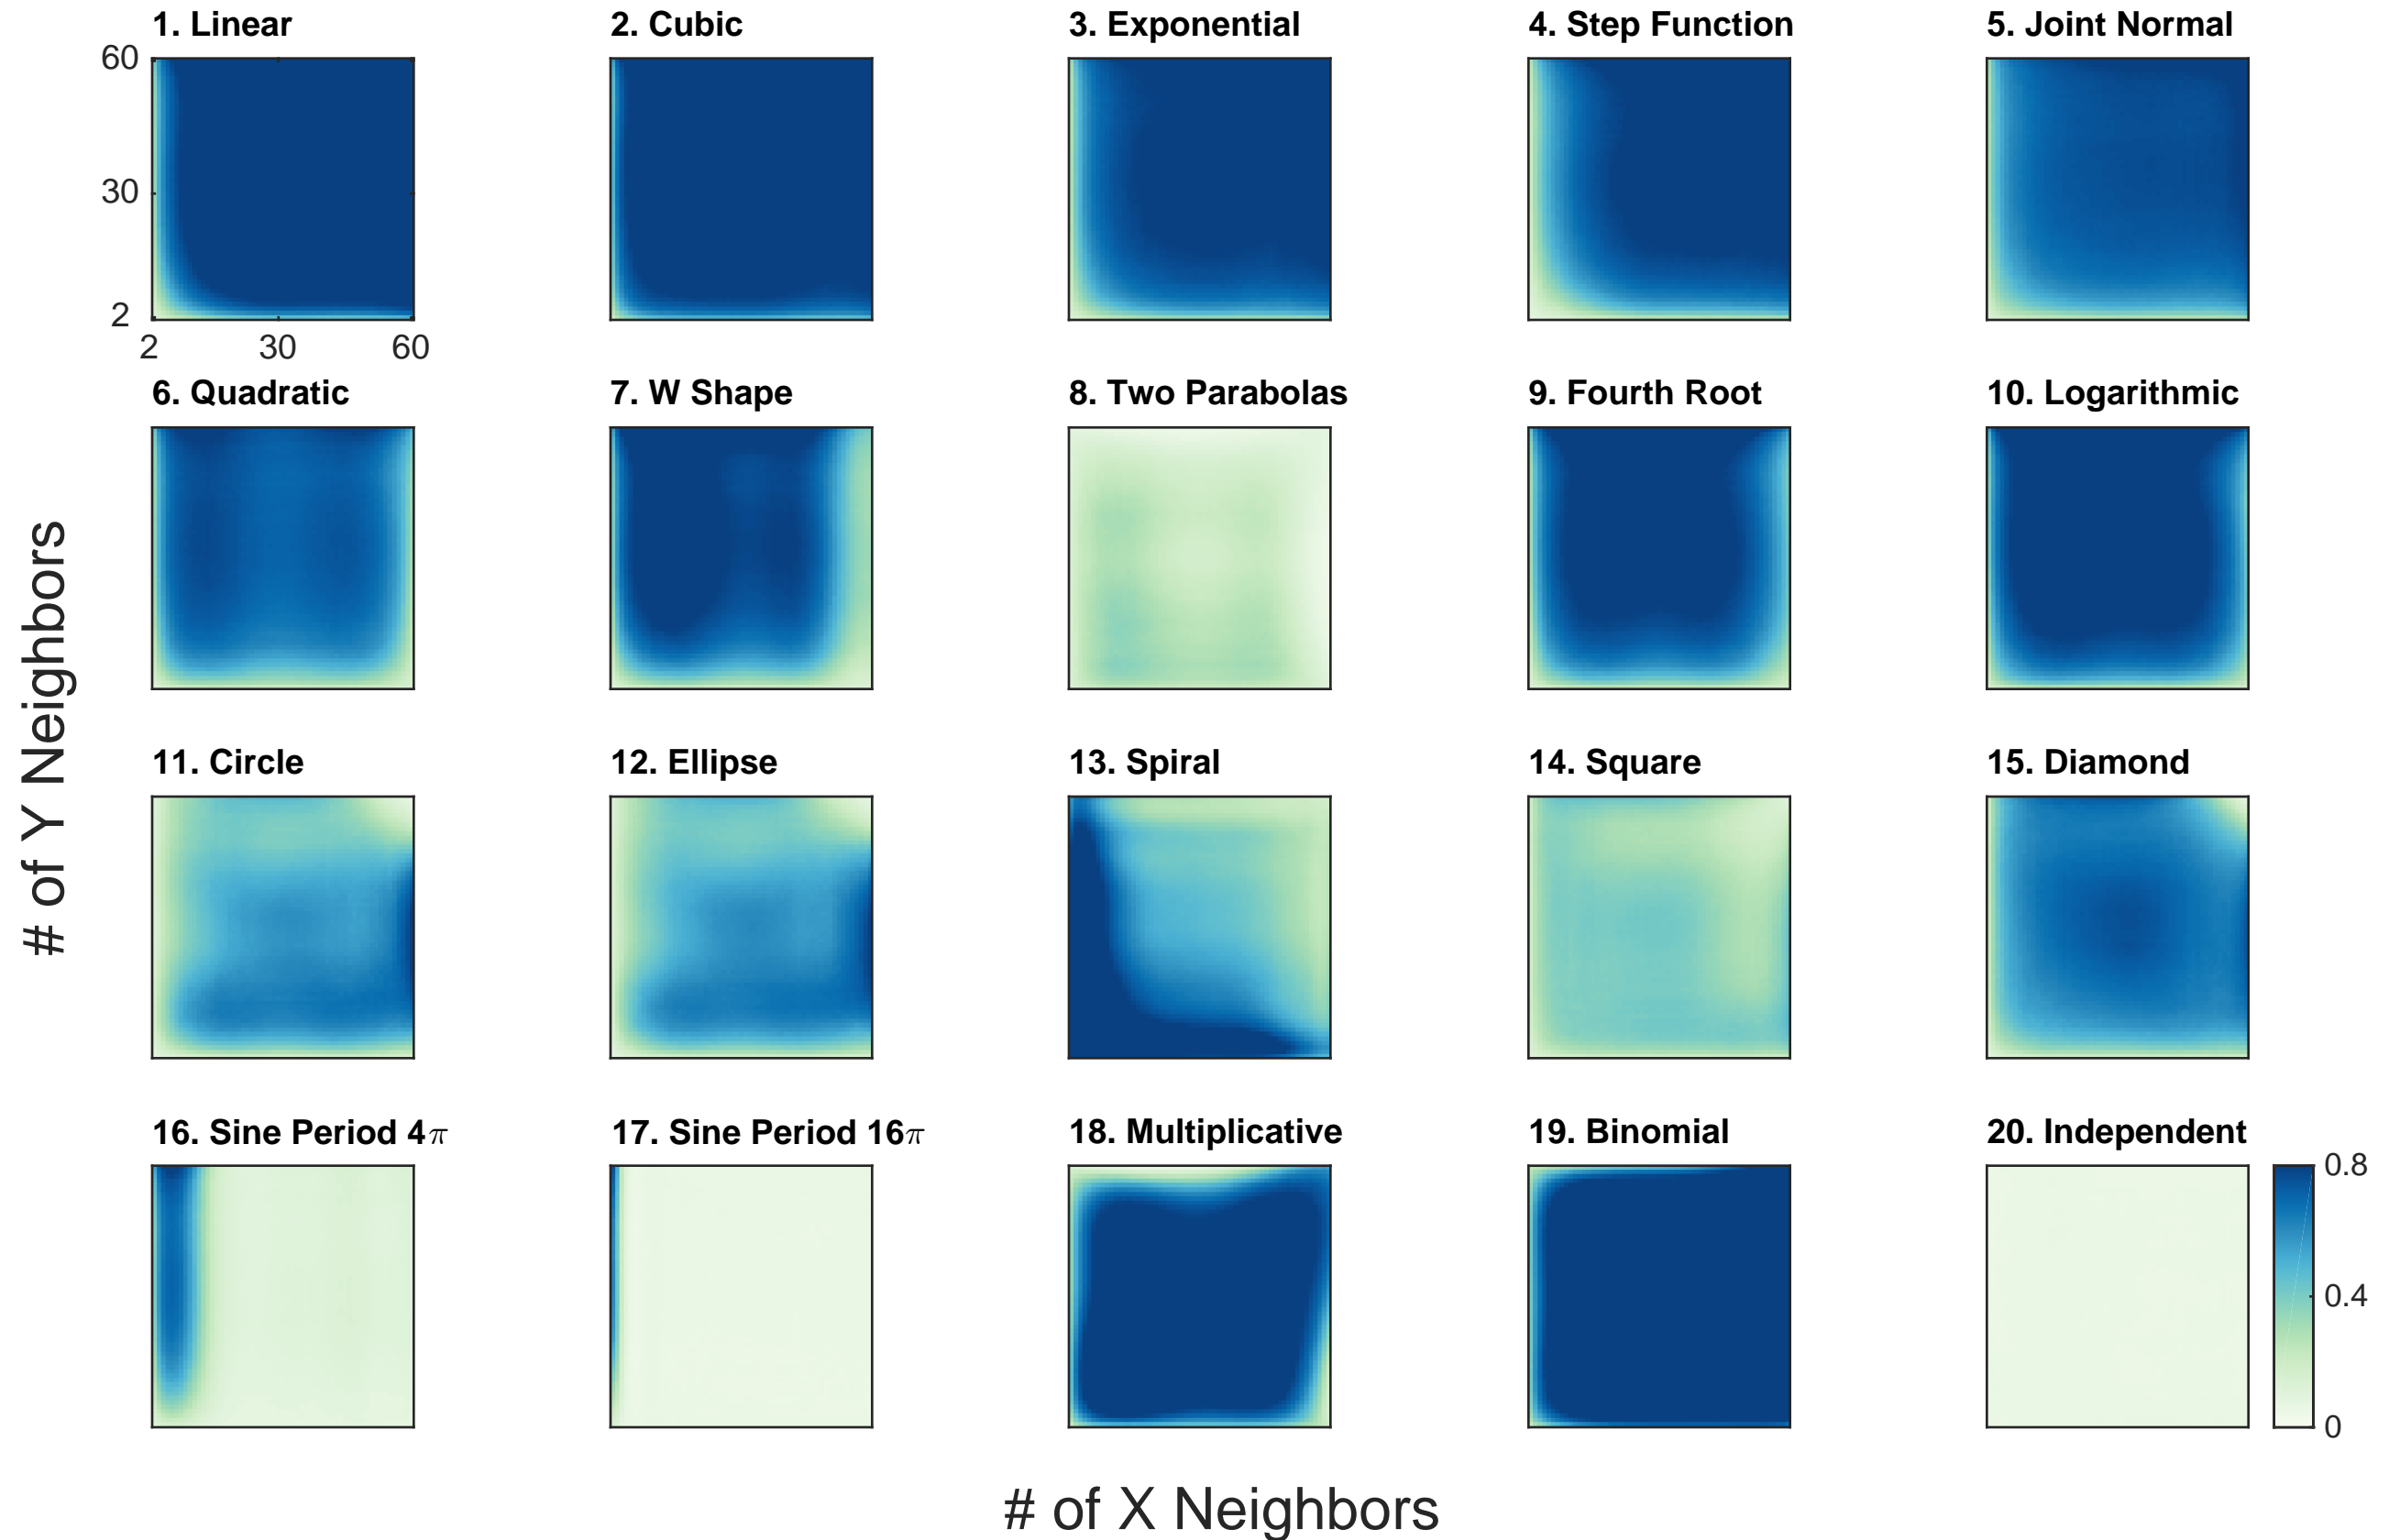 1. Linear
2. Cubic
3. Exponential
4. Step Function
5. Joint Normal
60
30
2
2
30
60
6. Quadratic
7. W Shape
8. Two Parabolas
9. Fourth Root
10. Logarithmic
# of Y Neighbors
11. Circle
12. Ellipse
13. Spiral
14. Square
15. Diamond
16. Sine Period 4π
17. Sine Period 16π
18. Multiplicative
19. Binomial
20. Independent
0.8
0.4
0
# of X Neighbors